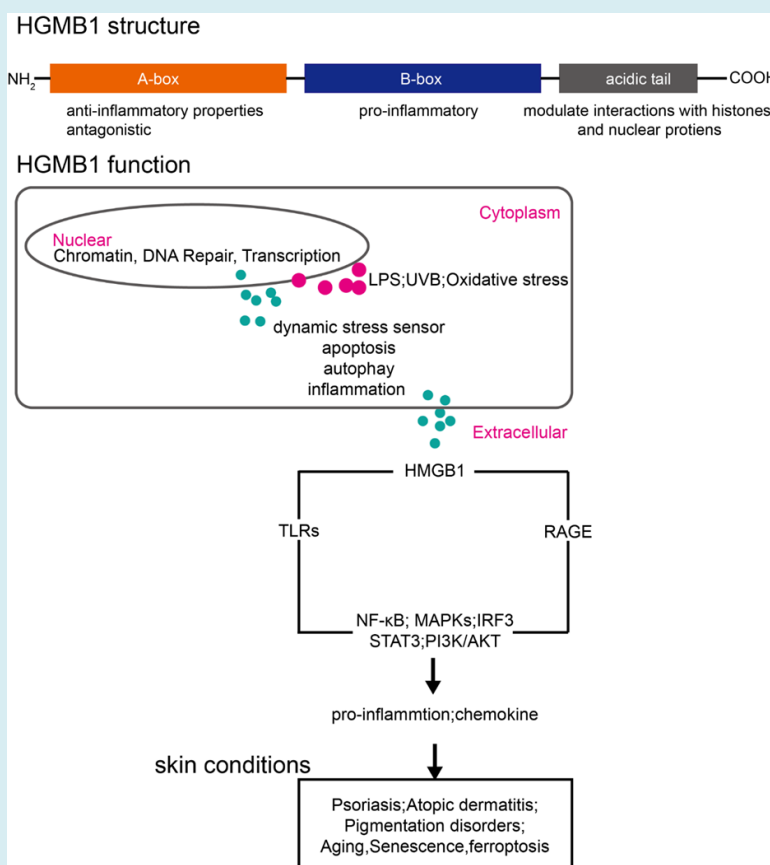 HGMB1 structure
NH2 A-box B-box acidic tail COOH
anti-inflammatory properties pro-inflammatory modulate interactions with histones
antagonistic and nuclear protiens
HGMB1 function
Cytoplasm
Nuclear
Chromatin, DNA Repair, Transcription
LPS;UVB;Oxidative stress
dynamic stress sensor
apoptosis
autophay
inflammation
Extracellular
HMGB1
TLRs RAGE
NF-κB; MAPKs;IRF3
STAT3;PI3K/AKT
pro-inflammtion;chemokine
skin conditions
Psoriasis;Atopic dermatitis;
Pigmentation disorders;
Aging,Senescence,ferroptosis